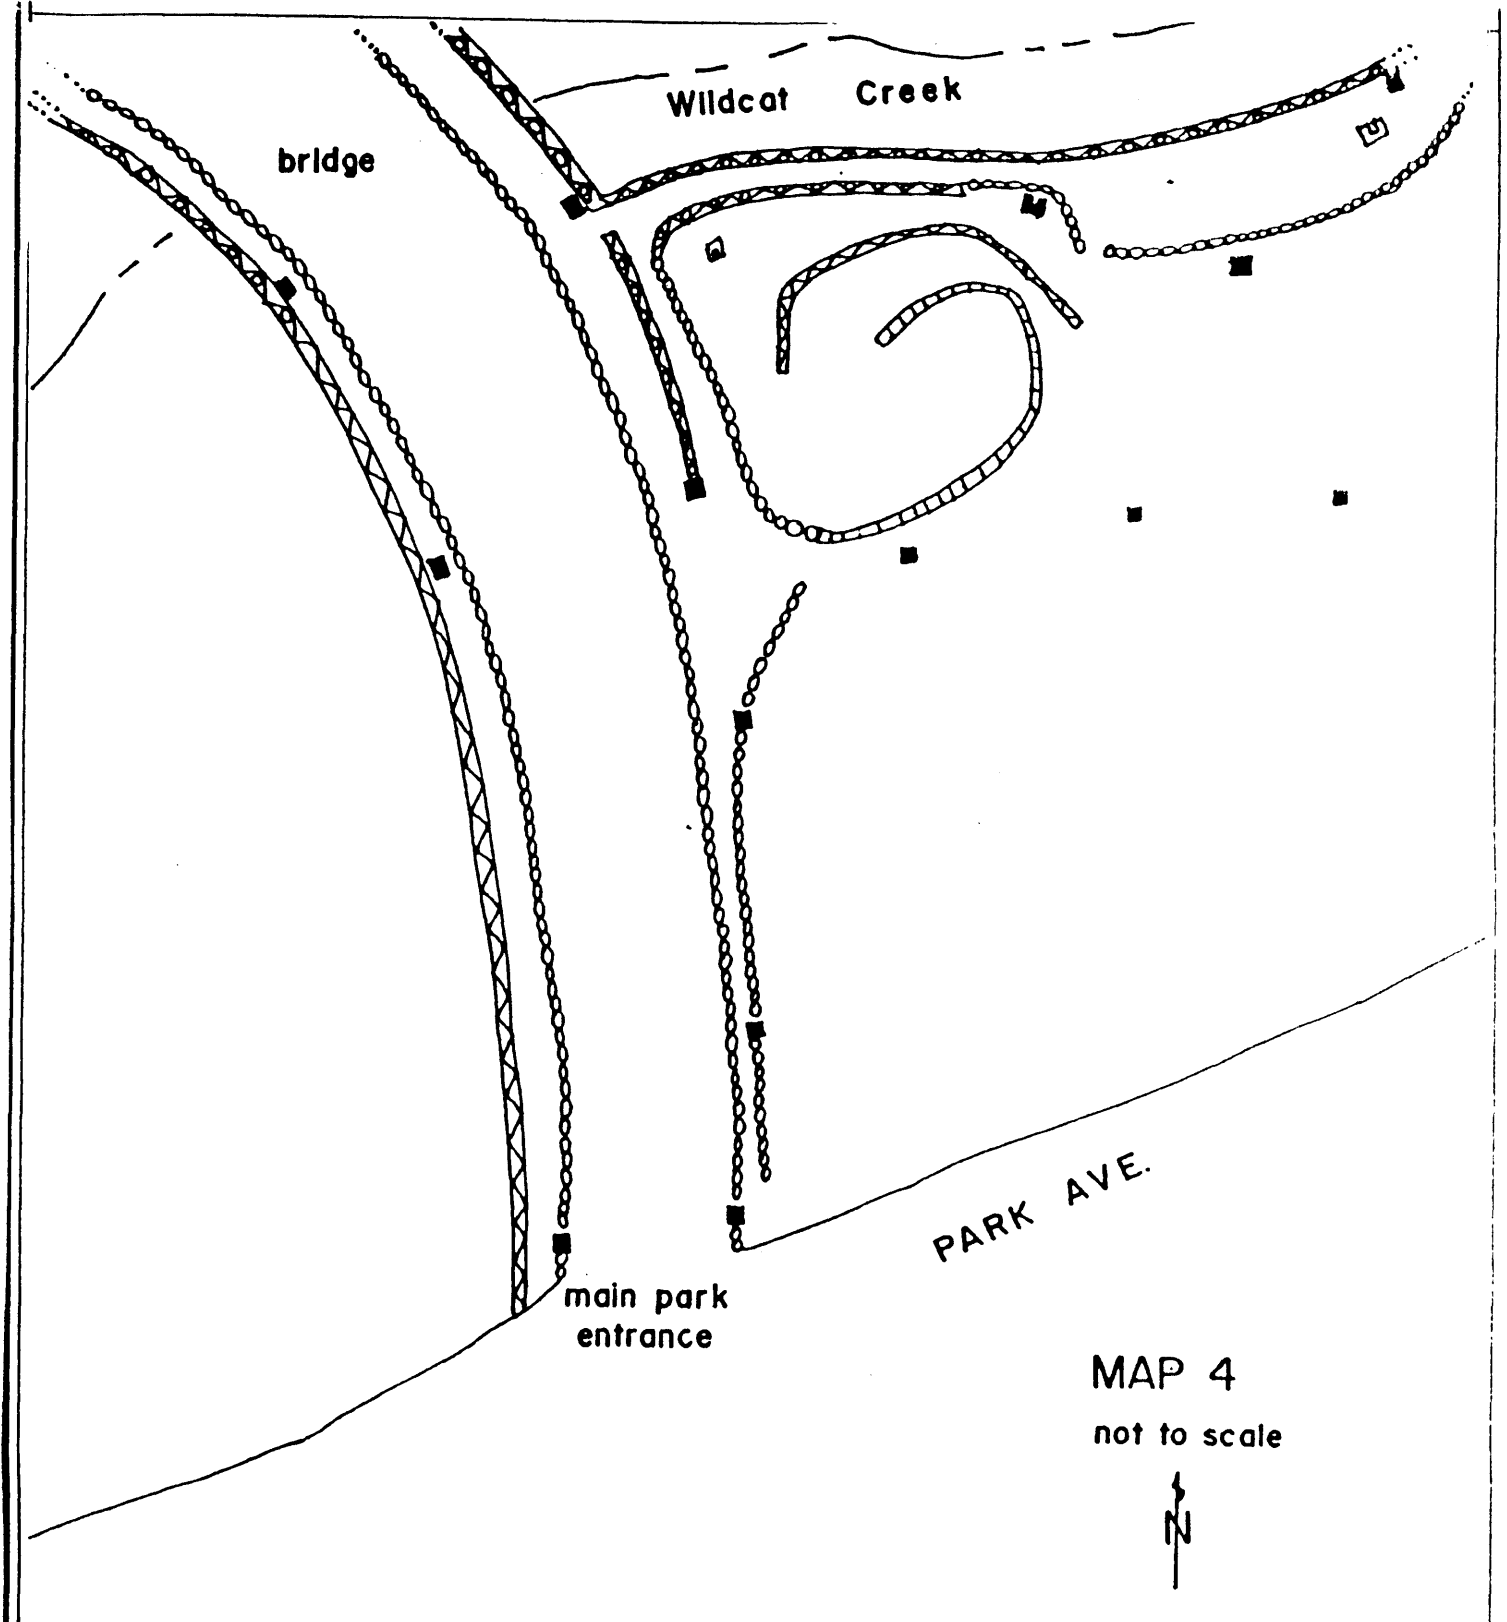 Wildcat Creek
bridge
PARK AVE.
main park
entrance
MAP 4
not to scale
N